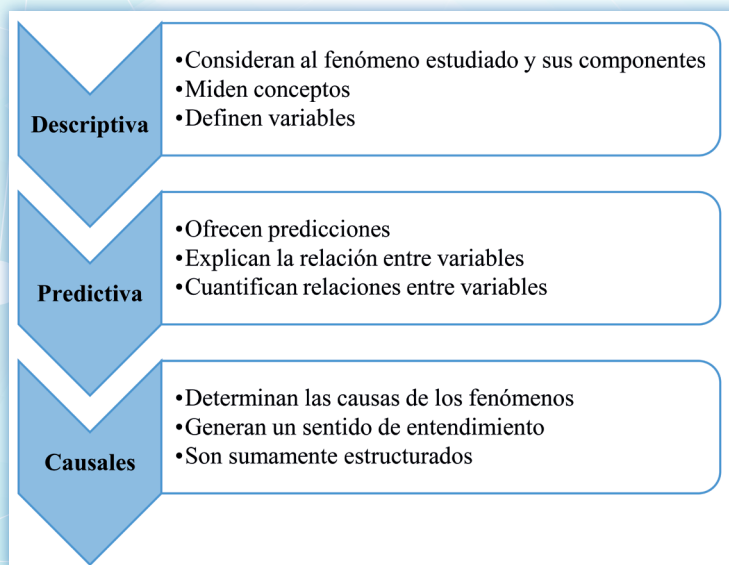 Descriptiva
•Consideran al fenómeno estudiado y sus componentes
•Miden conceptos
•Definen variables
Predictiva
•Ofrecen predicciones
•Explican la relación entre variables
•Cuantifican relaciones entre variables
Causales
•Determinan las causas de los fenómenos
•Generan un sentido de entendimiento
•Son sumamente estructurados